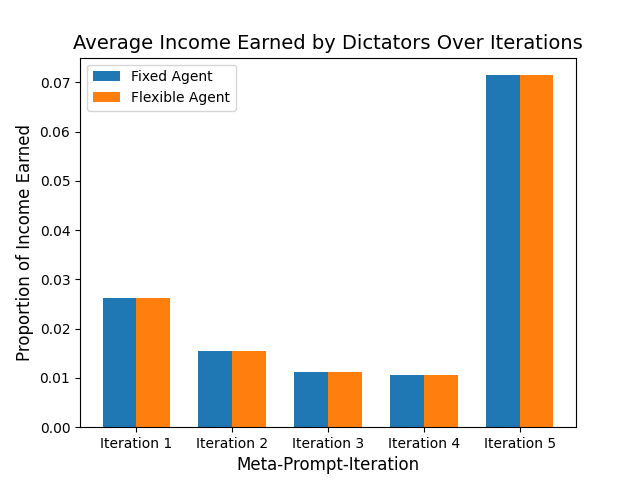 Average Income Earned by Dictators Over Iterations
Fixed Agent
Flexible Agent
Proportion of Income Earned
0.07
0.06
0.05
0.04
0.03
0.02
0.01
0.00
Iteration 1 Iteration 2 Iteration 3 Iteration 4 Iteration 5
Meta-Prompt-Iteration